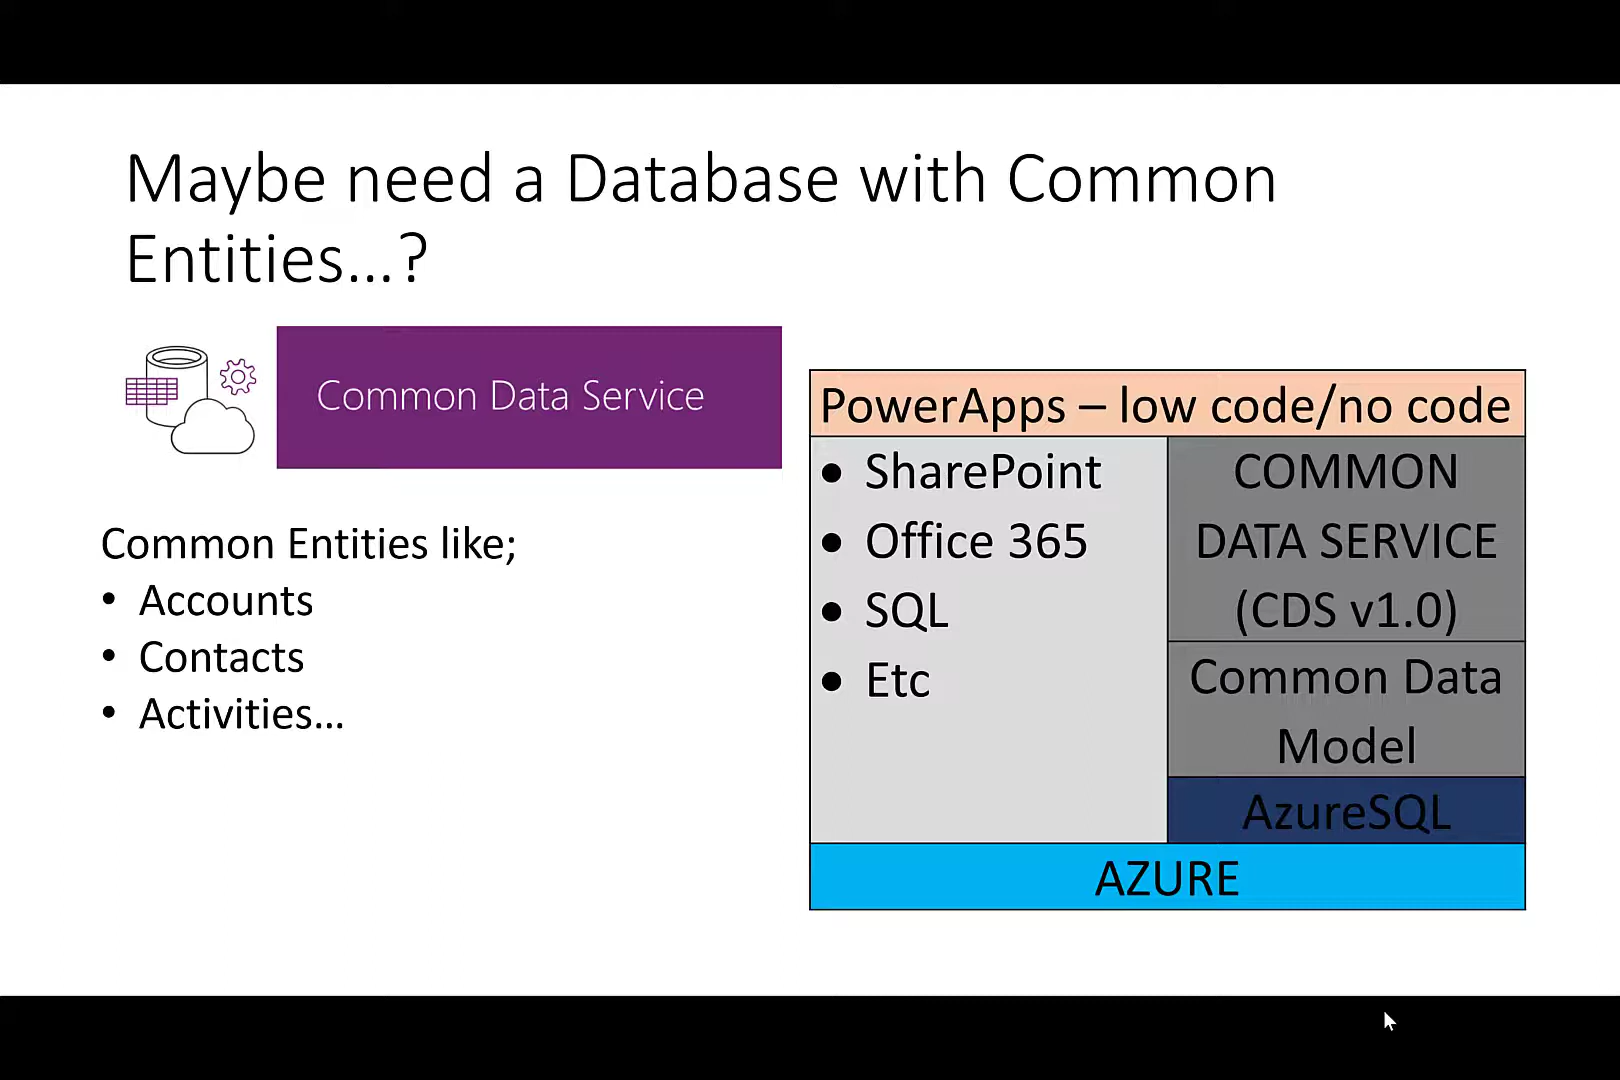 Maybe need a Database with Common
Entities...?
Common Data Service
Common Entities like;
• Accounts
• Contacts
• Activities...
PowerApps – low code/no code
• SharePoint
• Office 365
• SQL
• Etc
COMMON
DATA SERVICE
(CDS v1.0)
Common Data
Model
AzureSQL
AZURE